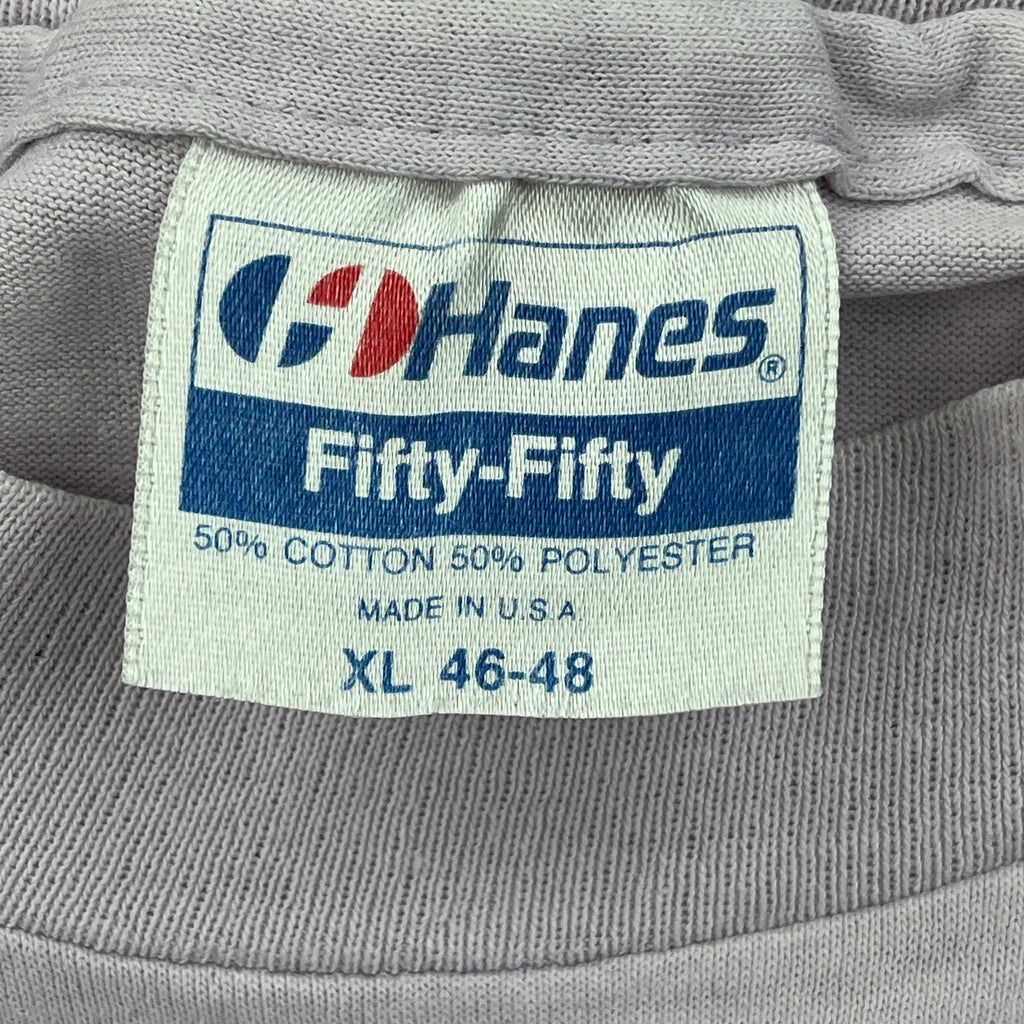 Hanes®
Fifty-Fifty
50% COTTON 50% POLYESTER
MADE IN U.S.A.
XL 46-48